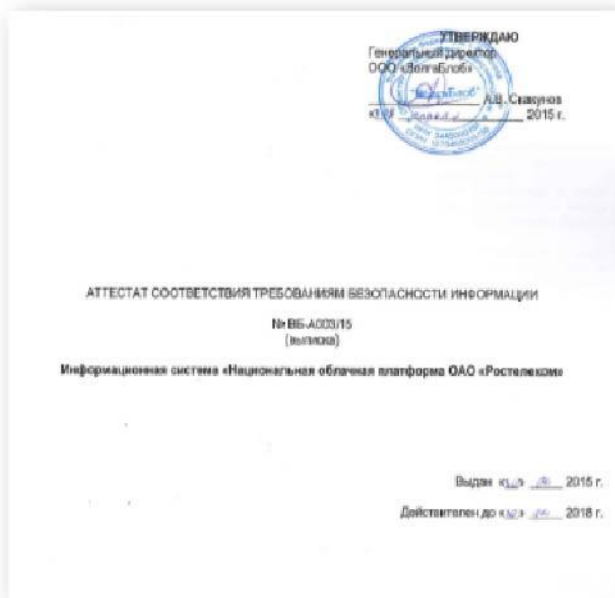 УТВЕРЖДАЮ
Генеральный директор
ООО «ВолгаБлоб»
А.В. Скакунов
2015 г.
АТТЕСТАТ СООТВЕТСТВИЯ ТРЕБОВАНИЯМ БЕЗОПАСНОСТИ ИНФОРМАЦИИ
№ ВБ-А003/15
(выписка)
Информационная система «Национальная облачная платформа ОАО «Ростелеком»
Выдан « » 2015 г.
Действителен до « » 2018 г.